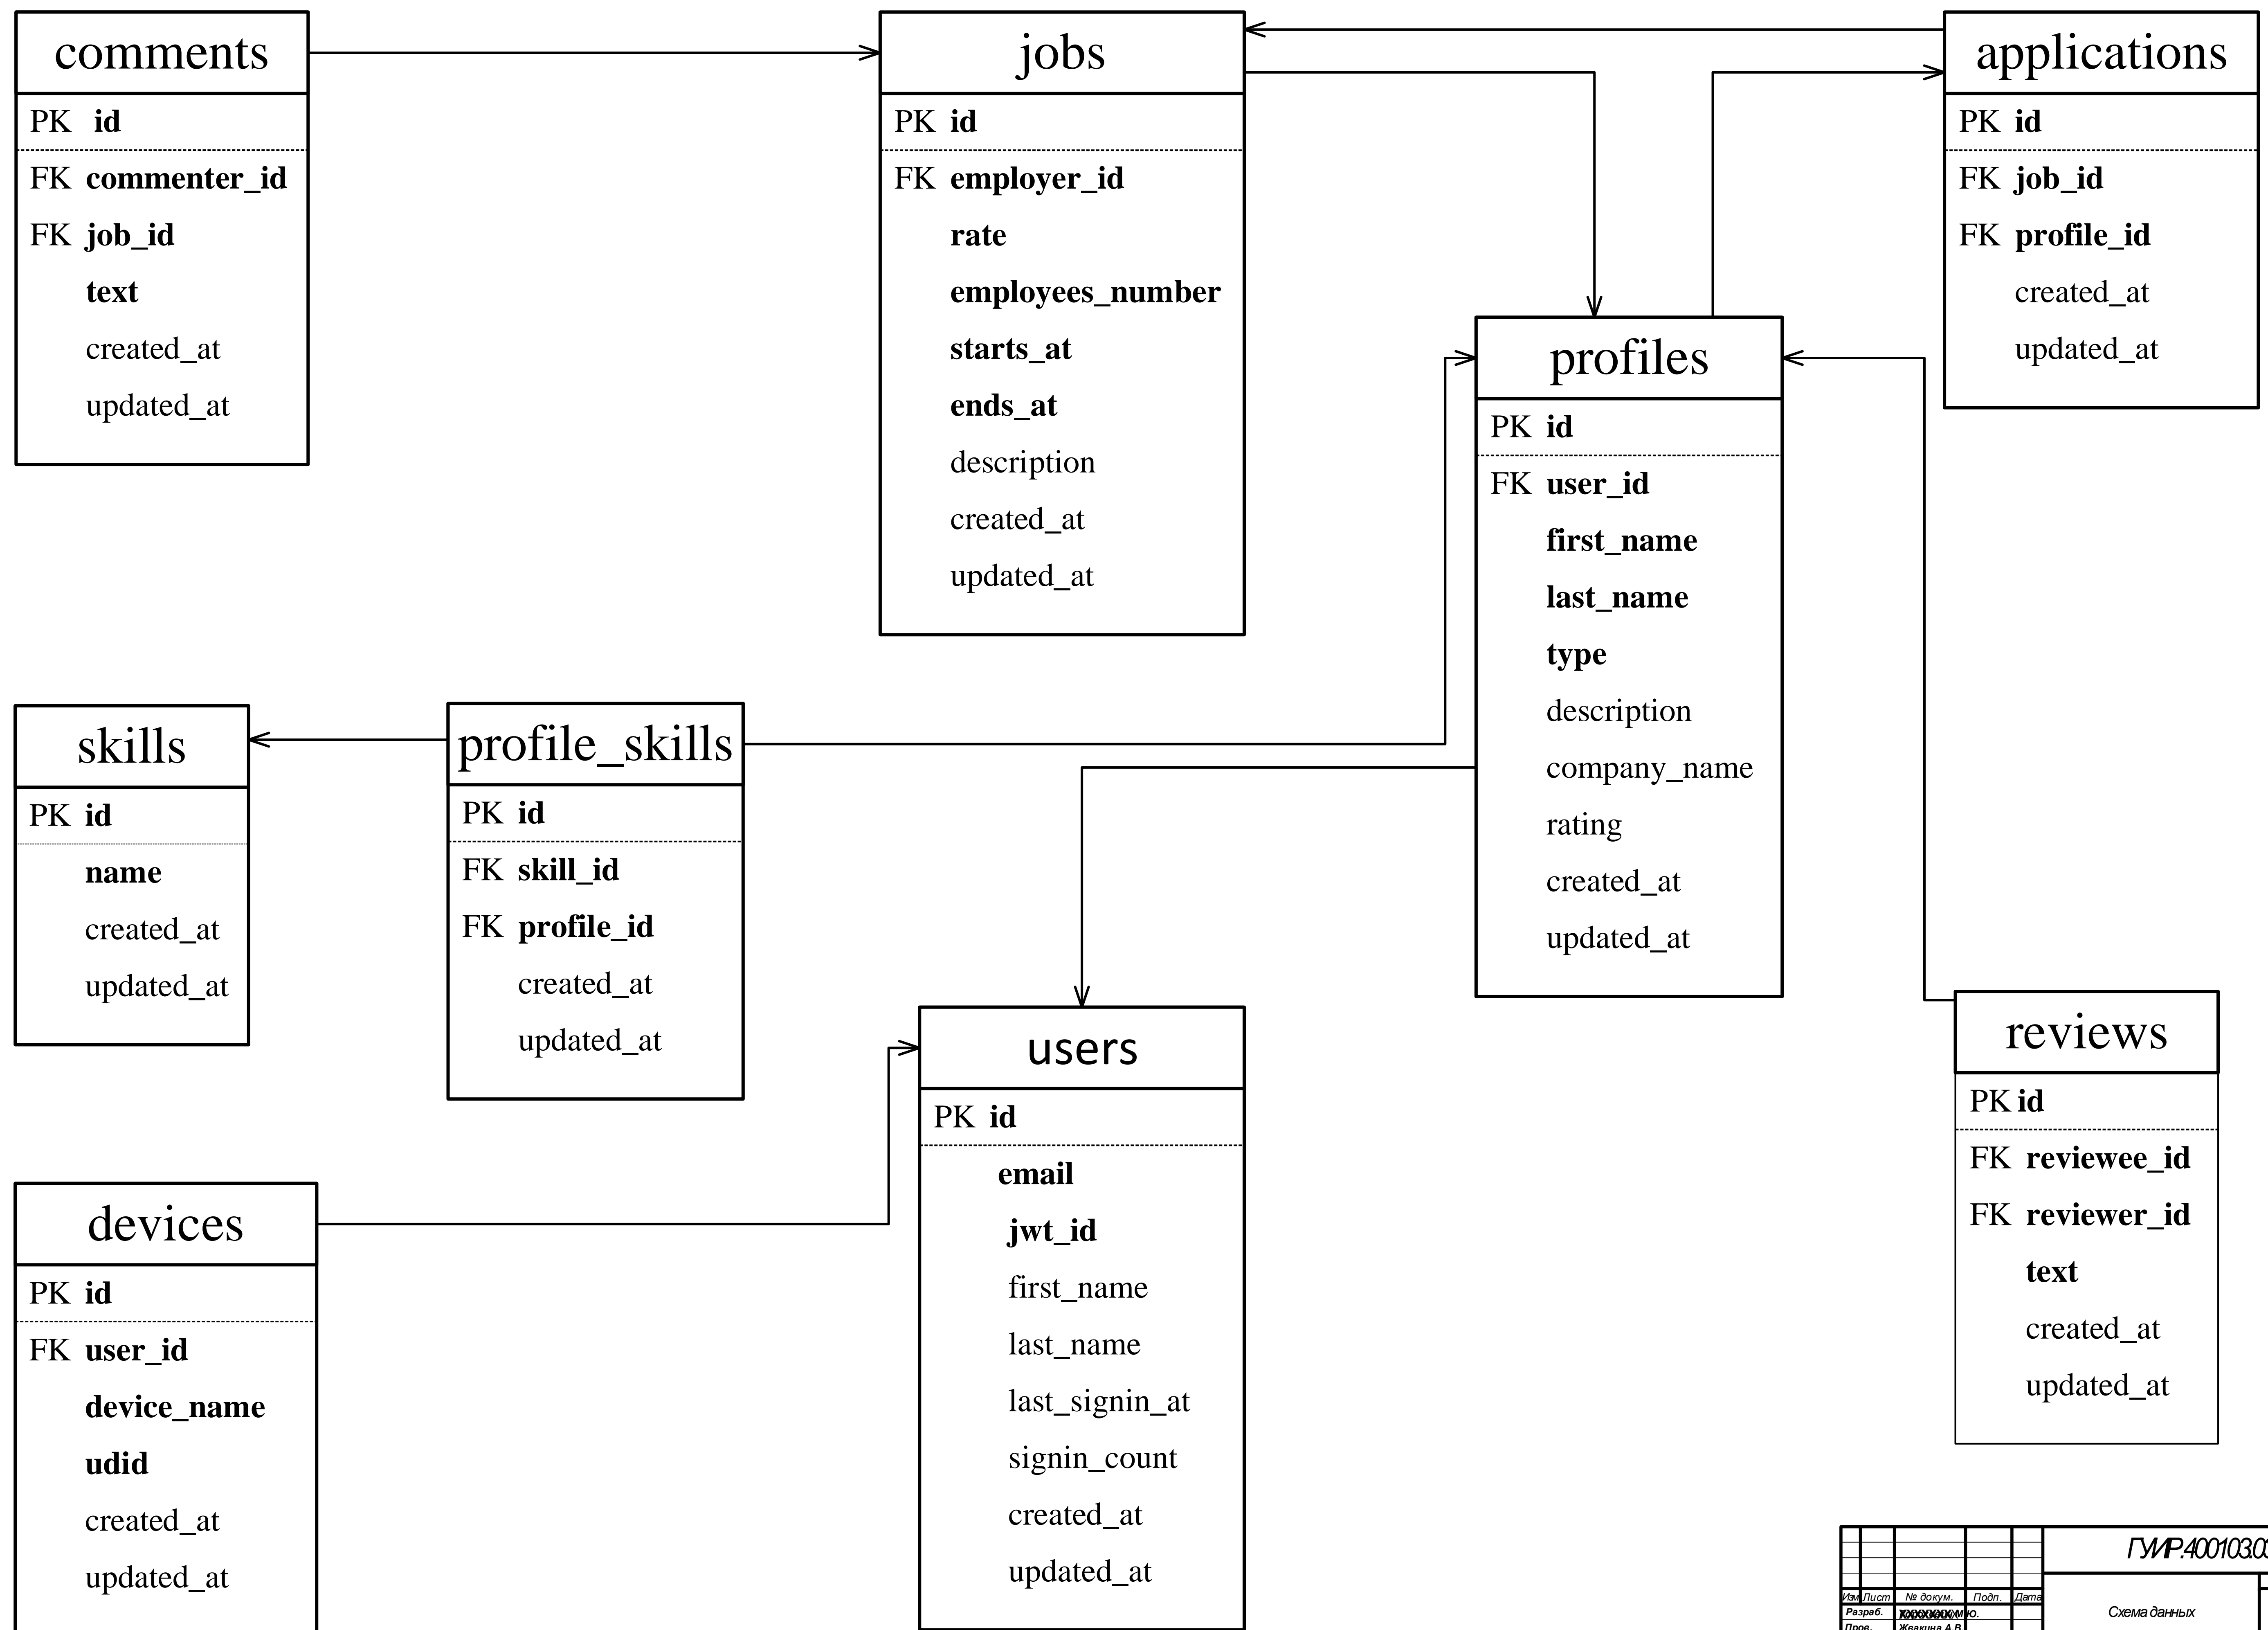 comments
PK id
FK commenter_id
FK job_id
text
created_at
updated_at
jobs
PK id
FK employer_id
rate
employees_number
starts_at
ends_at
description
created_at
updated_at
applications
PK id
FK job_id
FK profile_id
created_at
updated_at
profiles
PK id
FK user_id
first_name
last_name
type
description
company_name
rating
created_at
updated_at
skills
PK id
name
created_at
updated_at
profile_skills
PK id
FK skill_id
FK profile_id
created_at
updated_at
users
PK id
email
jwt_id
first_name
last_name
last_signin_at
signin_count
created_at
updated_at
reviews
PK id
FK reviewee_id
FK reviewer_id
text
created_at
updated_at
devices
PK id
FK user_id
device_name
udid
created_at
updated_at
ГУИР.400103.03
Изм. Лист № докум. Подп. Дата
Разраб. М.Ю.
Пров. Жвакина А.В.
Схема данных